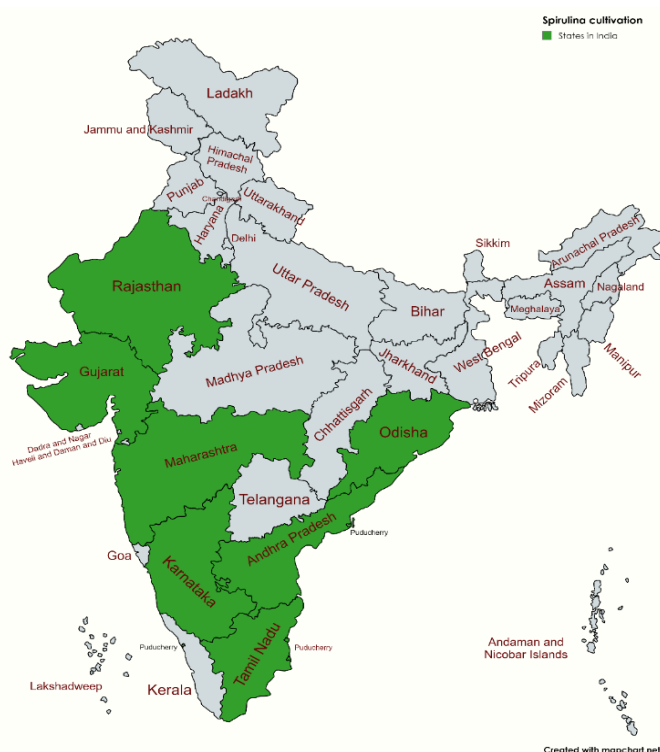 Spirulina cultivation
States in India
Ladakh
Jammu and Kashmir
Himachal
Pradesh
Punjab
Chandigarh
Uttarakhand
Haryana
Delhi
Sikkim
Arunachal Pradesh
Rajasthan
Uttar Pradesh
Bihar
Assam
Nagaland
Meghalaya
Gujarat
Madhya Pradesh
Jharkhand
West Bengal
Tripura
Mizoram
Manipur
Chhattisgarh
Dadra and Nagar
Haveli and Daman and Diu
Maharashtra
Odisha
Telangana
Andhra Pradesh
Puducherry
Goa
Karnataka
Puducherry
Tamil Nadu
Puducherry
Andaman and
Nicobar Islands
Lakshadweep
Kerala
Created with mapchart.net